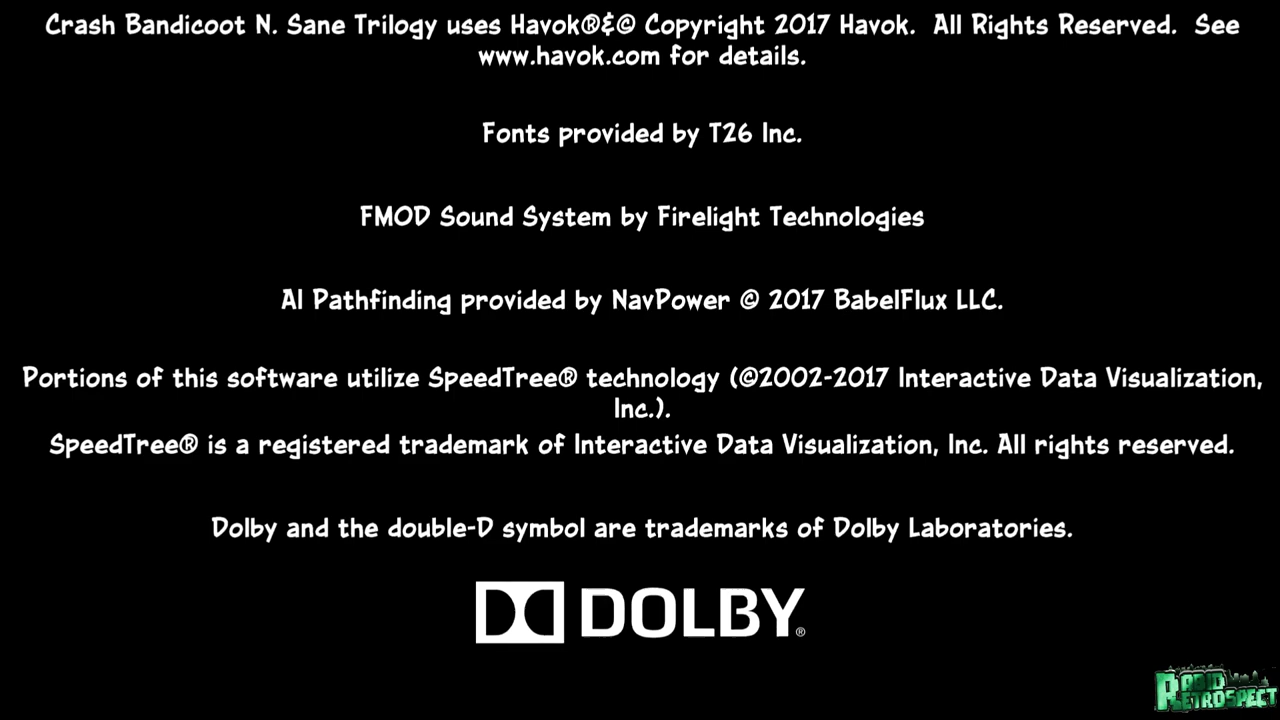 Crash Bandicoot N. Sane Trilogy uses Havok®&© Copyright 2017 Havok.  All Rights Reserved.  See
www.havok.com for details.
Fonts provided by T26 Inc.
FMOD Sound System by Firelight Technologies
AI Pathfinding provided by NavPower © 2017 BabelFlux LLC.
Portions of this software utilize SpeedTree® technology (©2002-2017 Interactive Data Visualization,
Inc.).
SpeedTree® is a registered trademark of Interactive Data Visualization, Inc. All rights reserved.
Dolby and the double-D symbol are trademarks of Dolby Laboratories.
DOLBY®
RABID
RETROSPECT